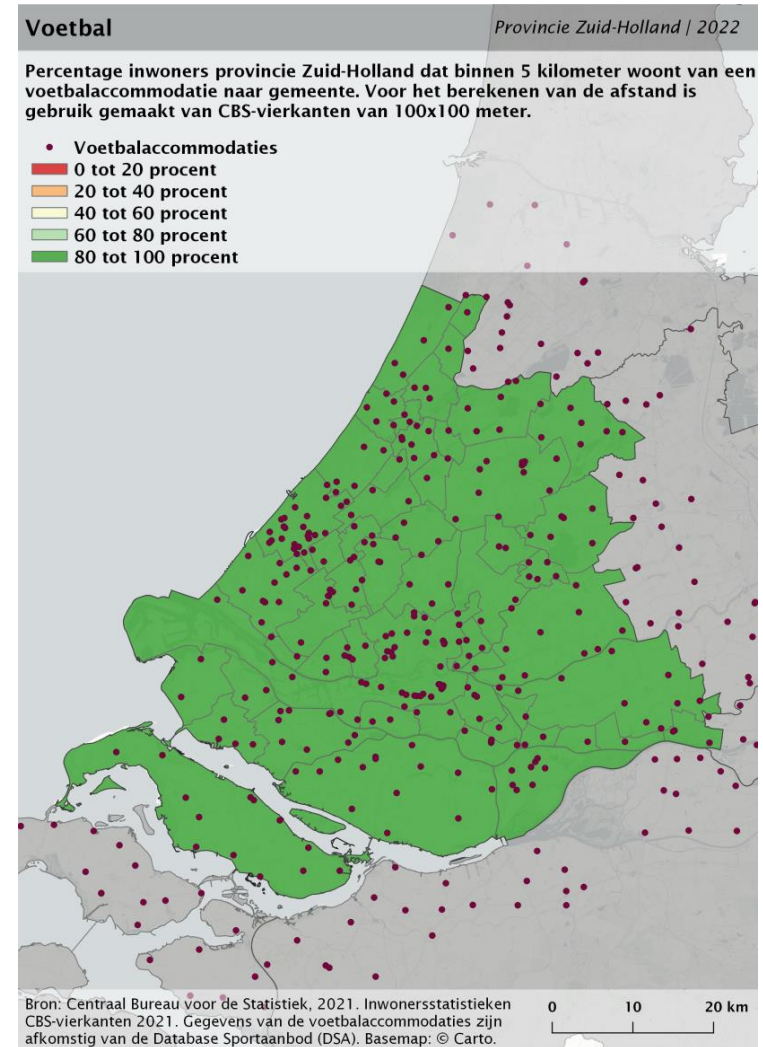 Voetbal
Provincie Zuid-Holland | 2022
Percentage inwoners provincie Zuid-Holland dat binnen 5 kilometer woont van een
voetbalaccommodatie naar gemeente. Voor het berekenen van de afstand is
gebruik gemaakt van CBS-vierkanten van 100x100 meter.
Voetbalaccommodaties
0 tot 20 procent
20 tot 40 procent
40 tot 60 procent
60 tot 80 procent
80 tot 100 procent
Bron: Centraal Bureau voor de Statistiek, 2021. Inwonersstatistieken
CBS-vierkanten 2021. Gegevens van de voetbalaccommodaties zijn
afkomstig van de Database Sportaanbod (DSA). Basemap: © Carto.
0 10 20 km